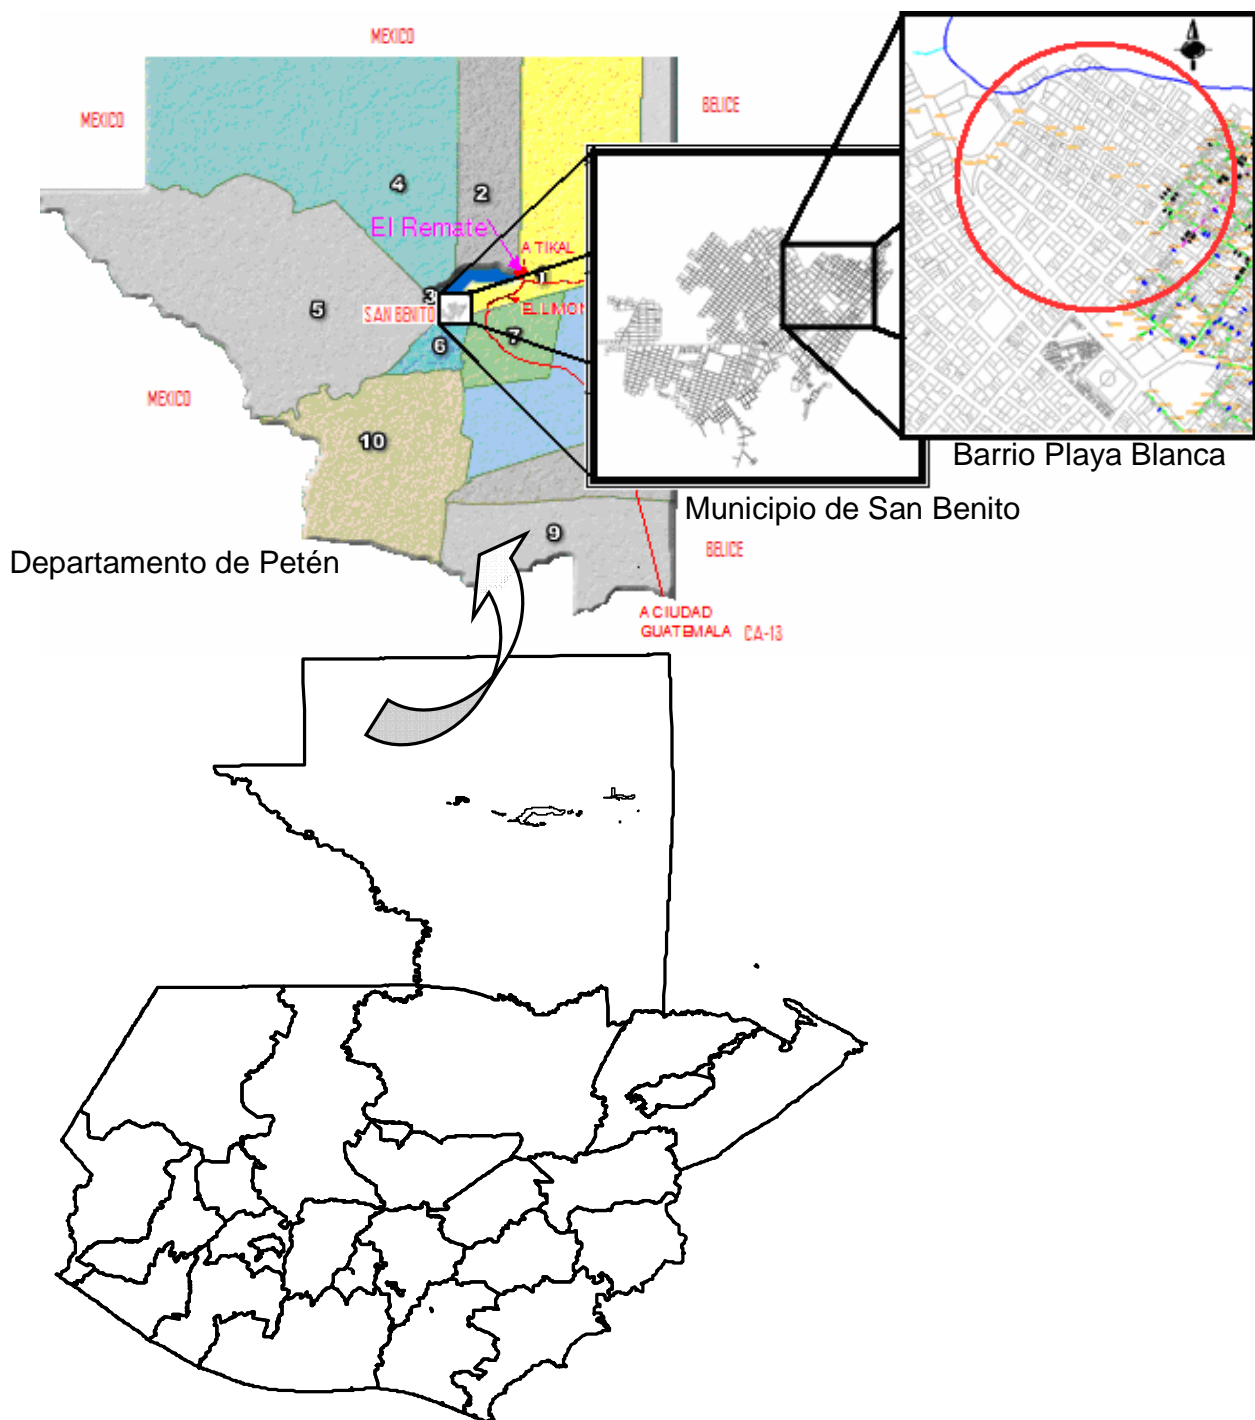 MEXICO
MEXICO
BELICE
4
2
El Remate
A TIKAL
1
3
SAN BENITO
EL LIMON
5
6
7
MEXICO
10
Barrio Playa Blanca
Municipio de San Benito
9
BELICE
Departamento de Petén
A CIUDAD
GUATEMALA CA-13